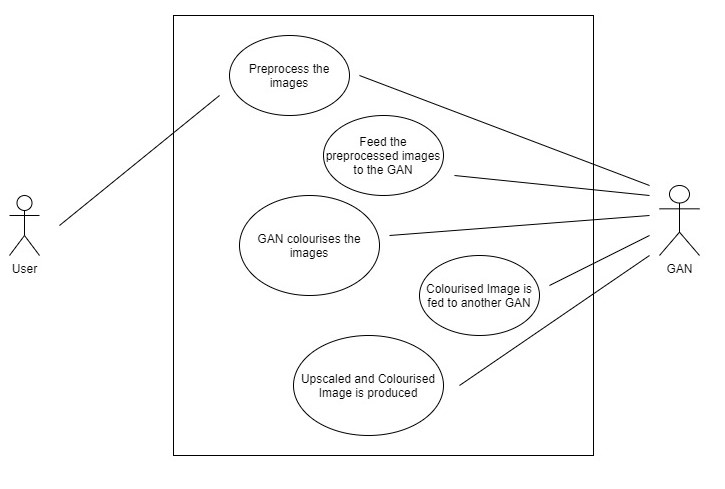 Preprocess the
images
Feed the
preprocessed images
to the GAN
GAN colourises the
images
User
GAN
Colourised Image is
fed to another GAN
Upscaled and Colourised
Image is produced